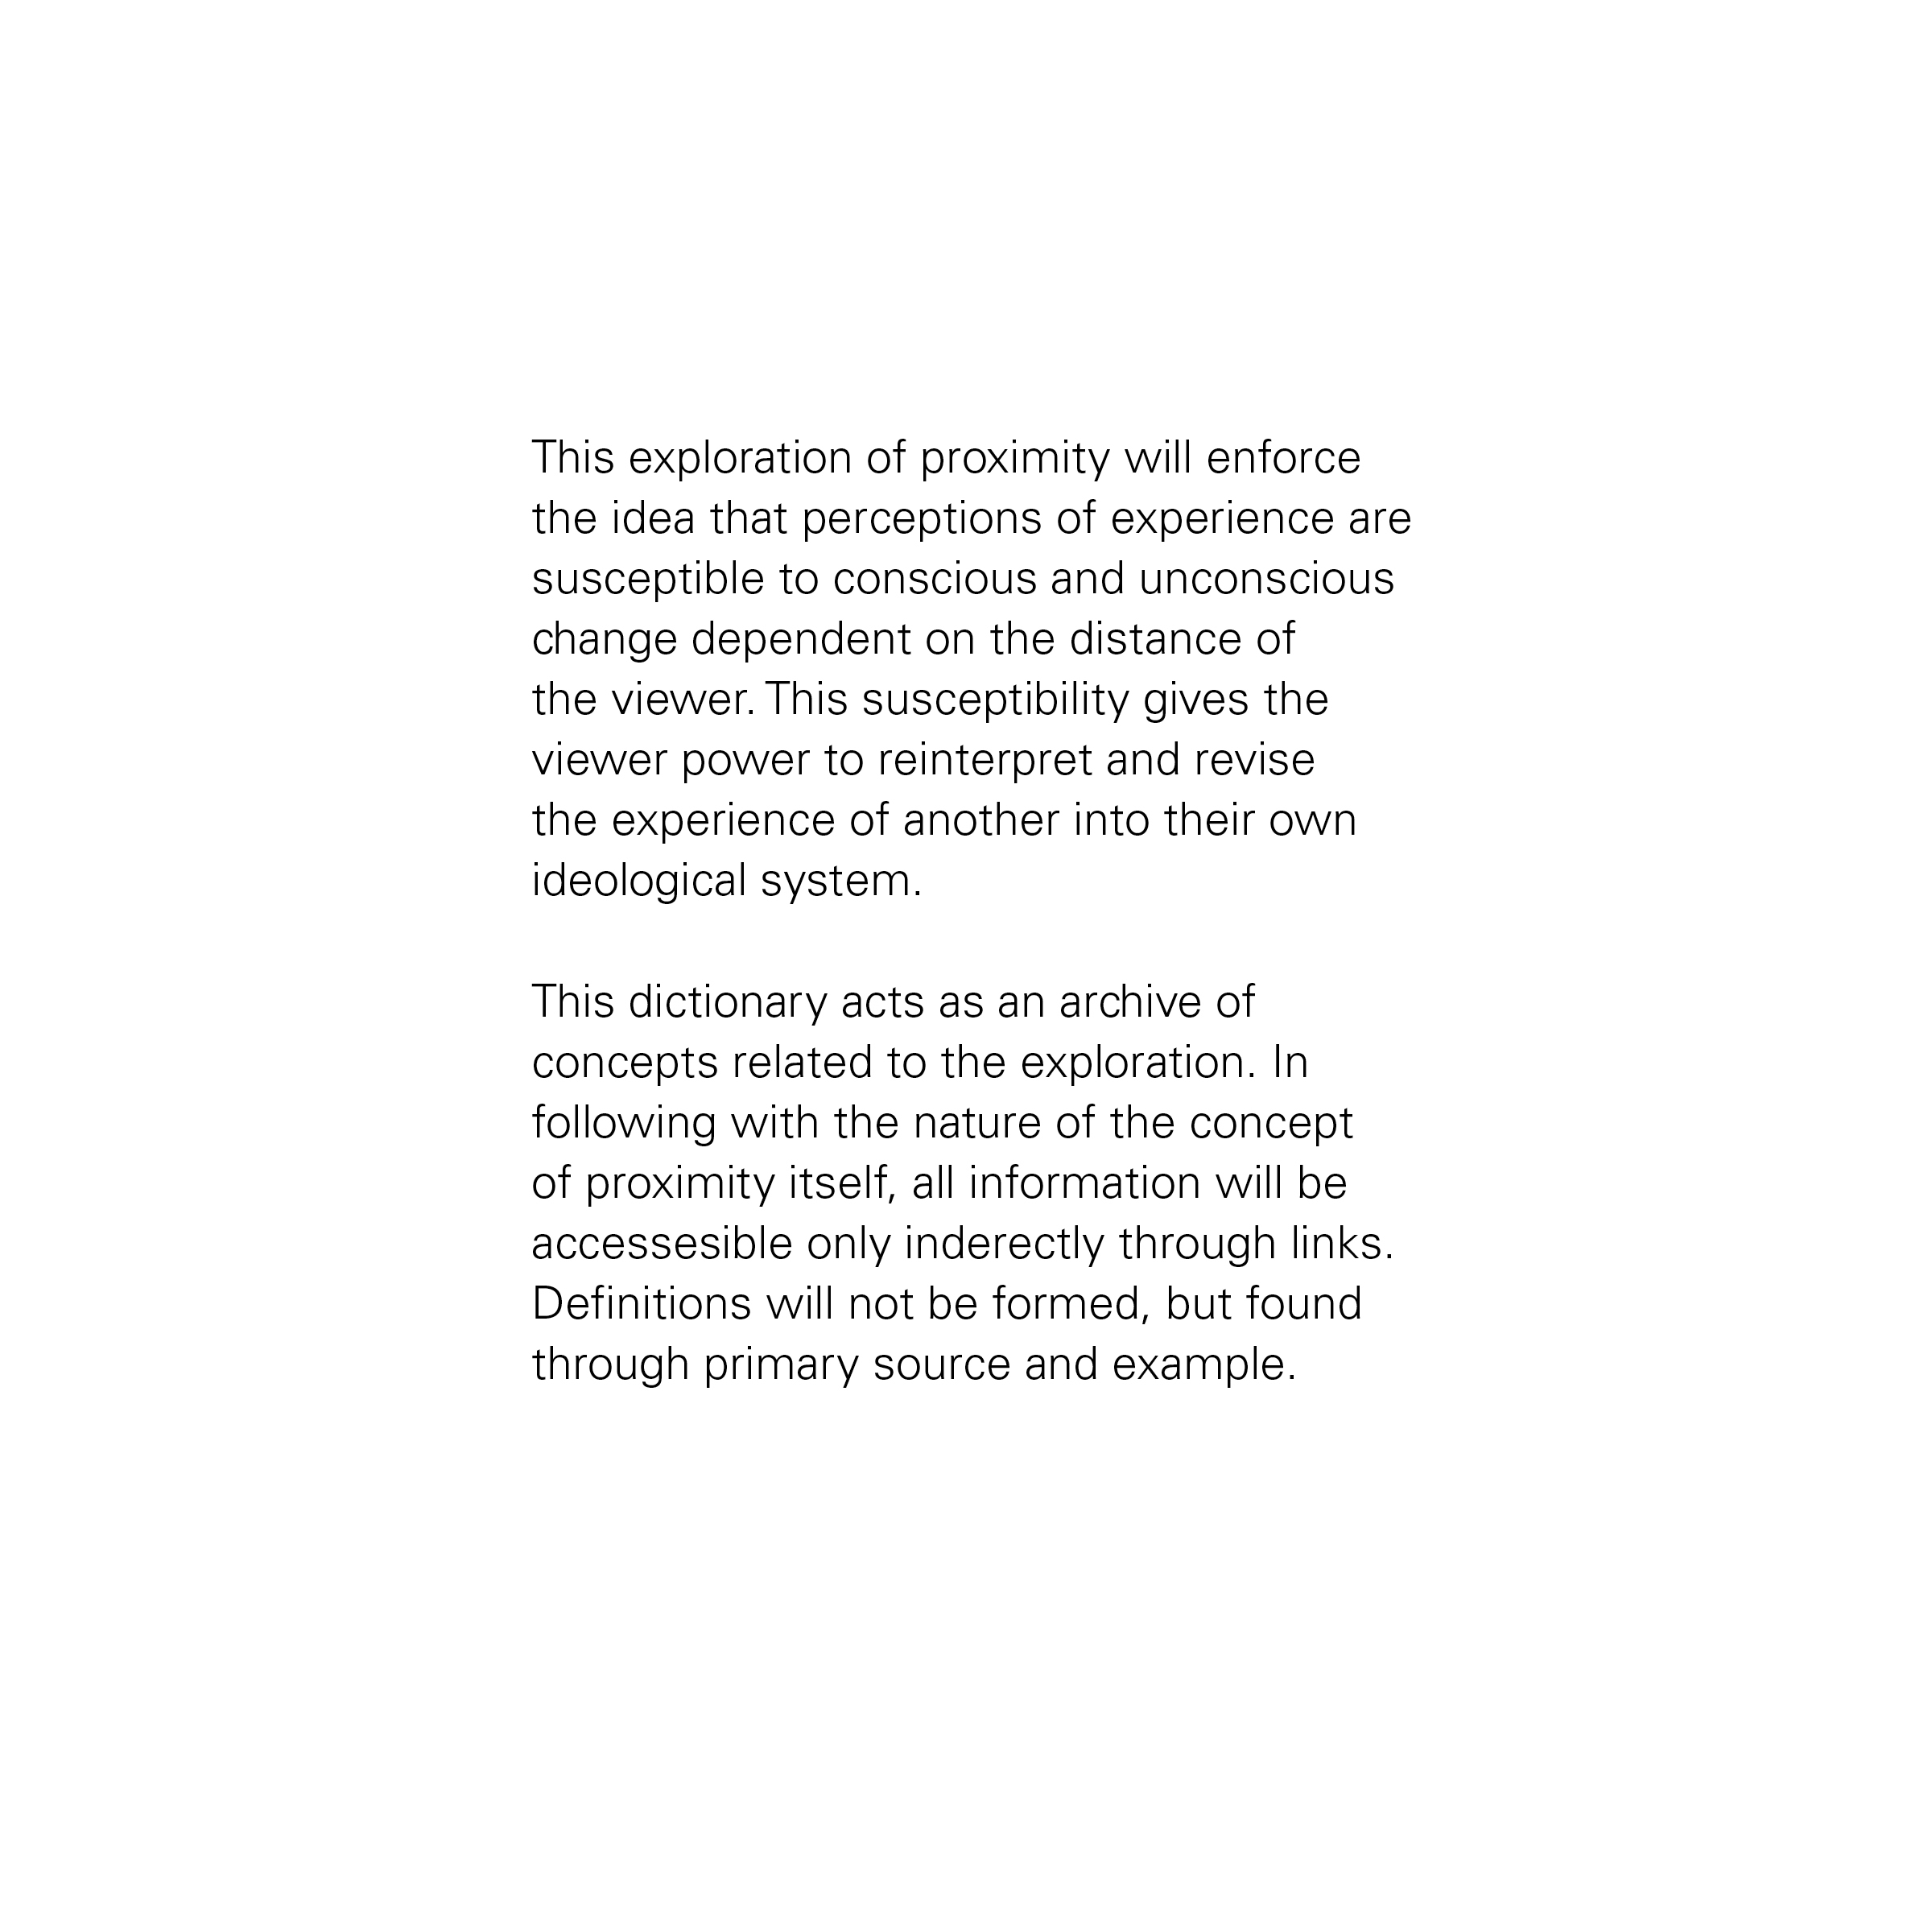 This exploration of proximity will enforce
the idea that perceptions of experience are
susceptible to conscious and unconscious
change dependent on the distance of
the viewer. This susceptibility gives the
viewer power to reinterpret and revise
the experience of another into their own
ideological system.
This dictionary acts as an archive of
concepts related to the exploration. In
following with the nature of the concept
of proximity itself, all information will be
accessesible only inderectly through links.
Definitions will not be formed, but found
through primary source and example.